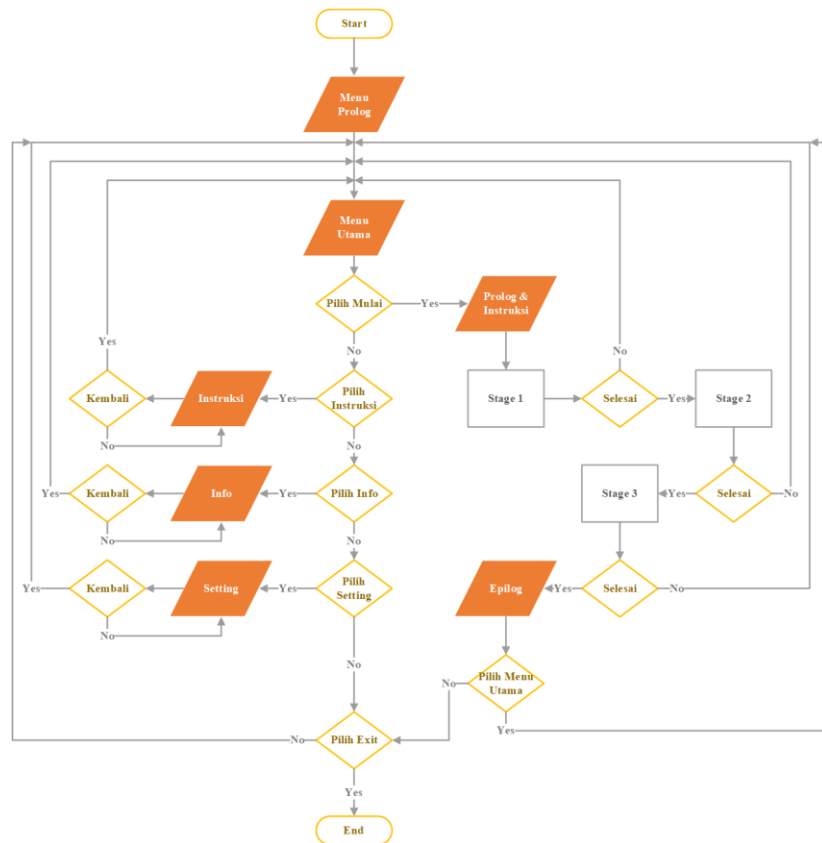 Start
Menu
Prolog
Menu
Utama
Pilih Mulai
Yes
Prolog &
Instruksi
No
Yes
No
Kembali
Instruksi
Yes
Pilih
Instruksi
Stage 1
Selesai
Yes
Stage 2
No
No
Yes
Kembali
Info
Yes
Pilih Info
Stage 3
Yes
Selesai
No
No
No
Yes
Kembali
Setting
Yes
Pilih
Setting
Epilog
Yes
Selesai
No
No
No
No
Pilih Menu
Utama
Yes
No
Pilih Exit
Yes
End